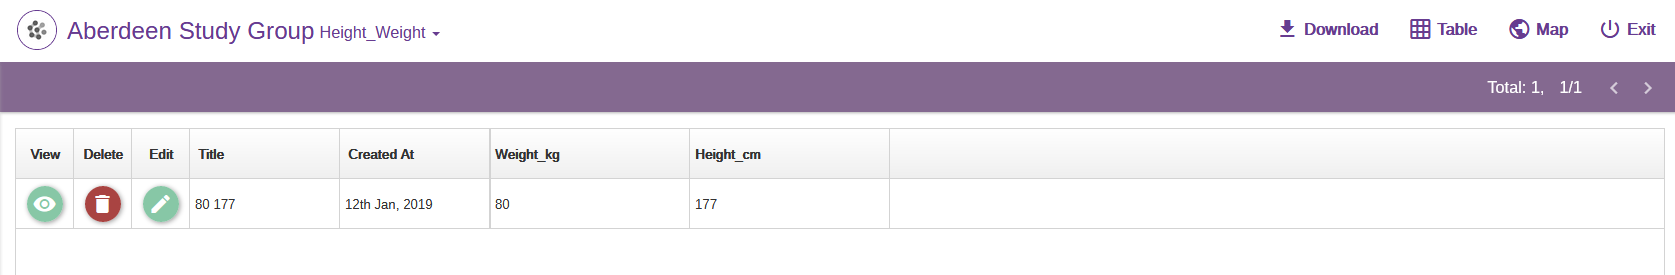 Aberdeen Study Group Height_Weight
Download Table Map Exit
Total: 1, 1/1
View Delete Edit Title Created At Weight_kg Height_cm
80 177 12th Jan, 2019 80 177